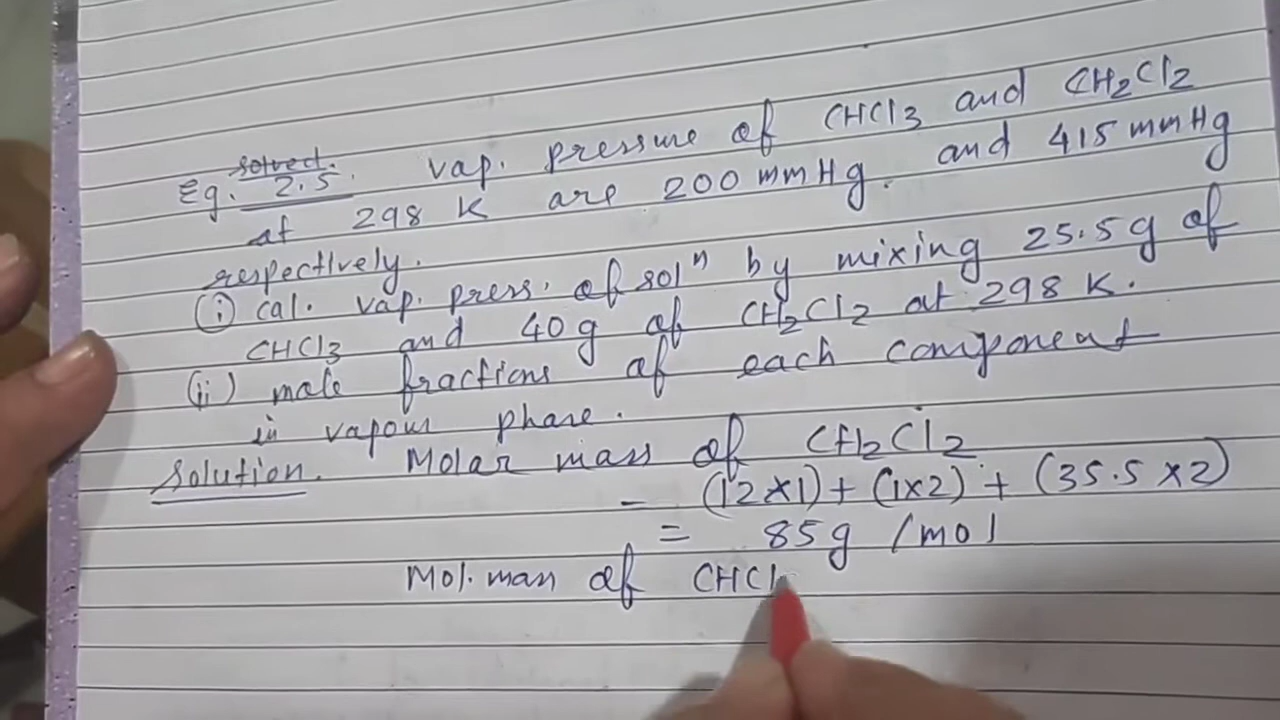 solved.
Eg. 2.5. vap. pressure of CHCl3 and CH2Cl2
at 298 K are 200 mmHg. and 415 mmHg
respectively.
(i) cal. vap. press. of solⁿ by mixing 25.5g of
CHCl3 and 40g of CH2Cl2 at 298 K.
(ii) mole fractions of each component
in vapour phase.
Solution. Molar mass of CH2Cl2
= (12×1) + (1×2) + (35.5×2)
= 85g /mol
Mol. mass of CHCl